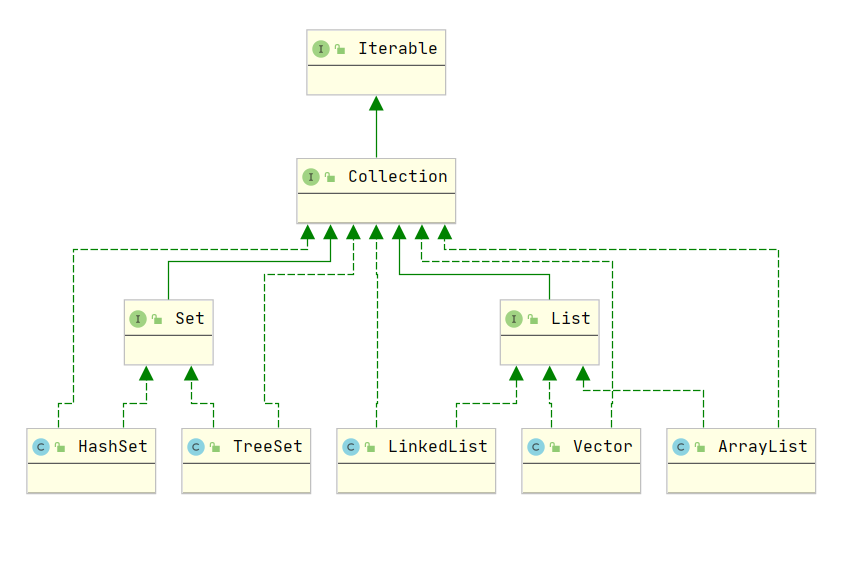 I Iterable
I Collection
I Set
I List
C HashSet
C TreeSet
C LinkedList
C Vector
C ArrayList